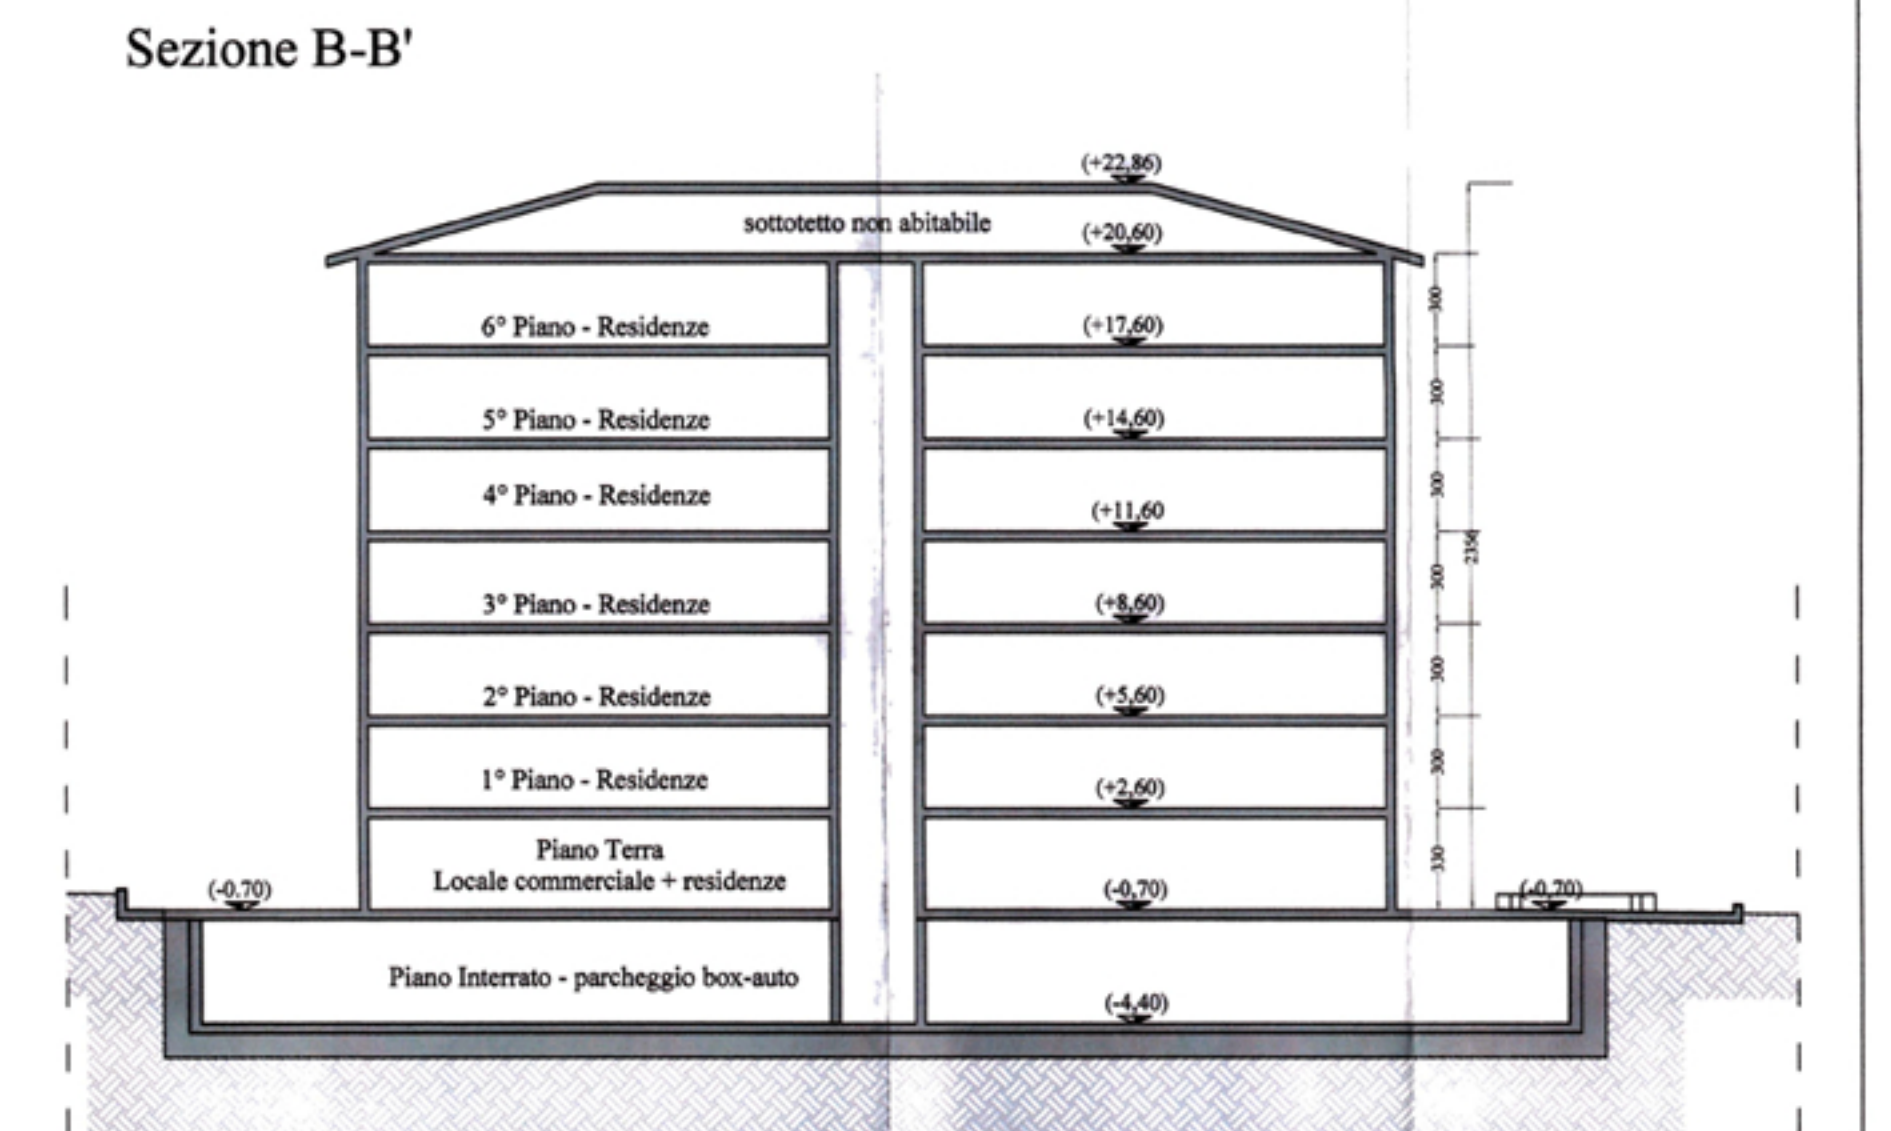 Sezione B-B'
(+22,86)
sottotetto non abitabile
(+20,60)
300
6° Piano - Residenze
(+17,60)
300
5° Piano - Residenze
(+14,60)
300
4° Piano - Residenze
(+11,60
2356
300
3° Piano - Residenze
(+8,60)
300
2° Piano - Residenze
(+5,60)
300
1° Piano - Residenze
(+2,60)
330
Piano Terra
Locale commerciale + residenze
(-0,70)
(-0,70)
(-0,70)
Piano Interrato - parcheggio box-auto
(-4,40)